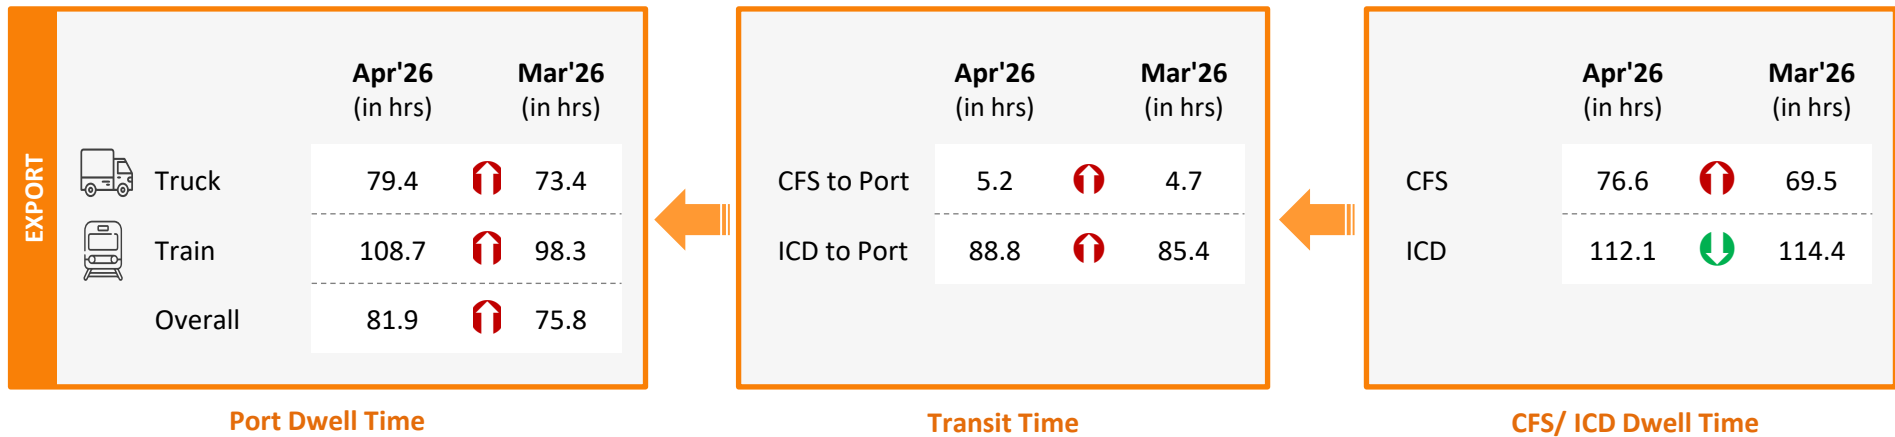 EXPORT
Apr'26 Mar'26
(in hrs) (in hrs)
Truck 79.4 73.4
Train 108.7 98.3
Overall 81.9 75.8
Port Dwell Time
Apr'26 Mar'26
(in hrs) (in hrs)
CFS to Port 5.2 4.7
ICD to Port 88.8 85.4
Transit Time
Apr'26 Mar'26
(in hrs) (in hrs)
CFS 76.6 69.5
ICD 112.1 114.4
CFS/ ICD Dwell Time